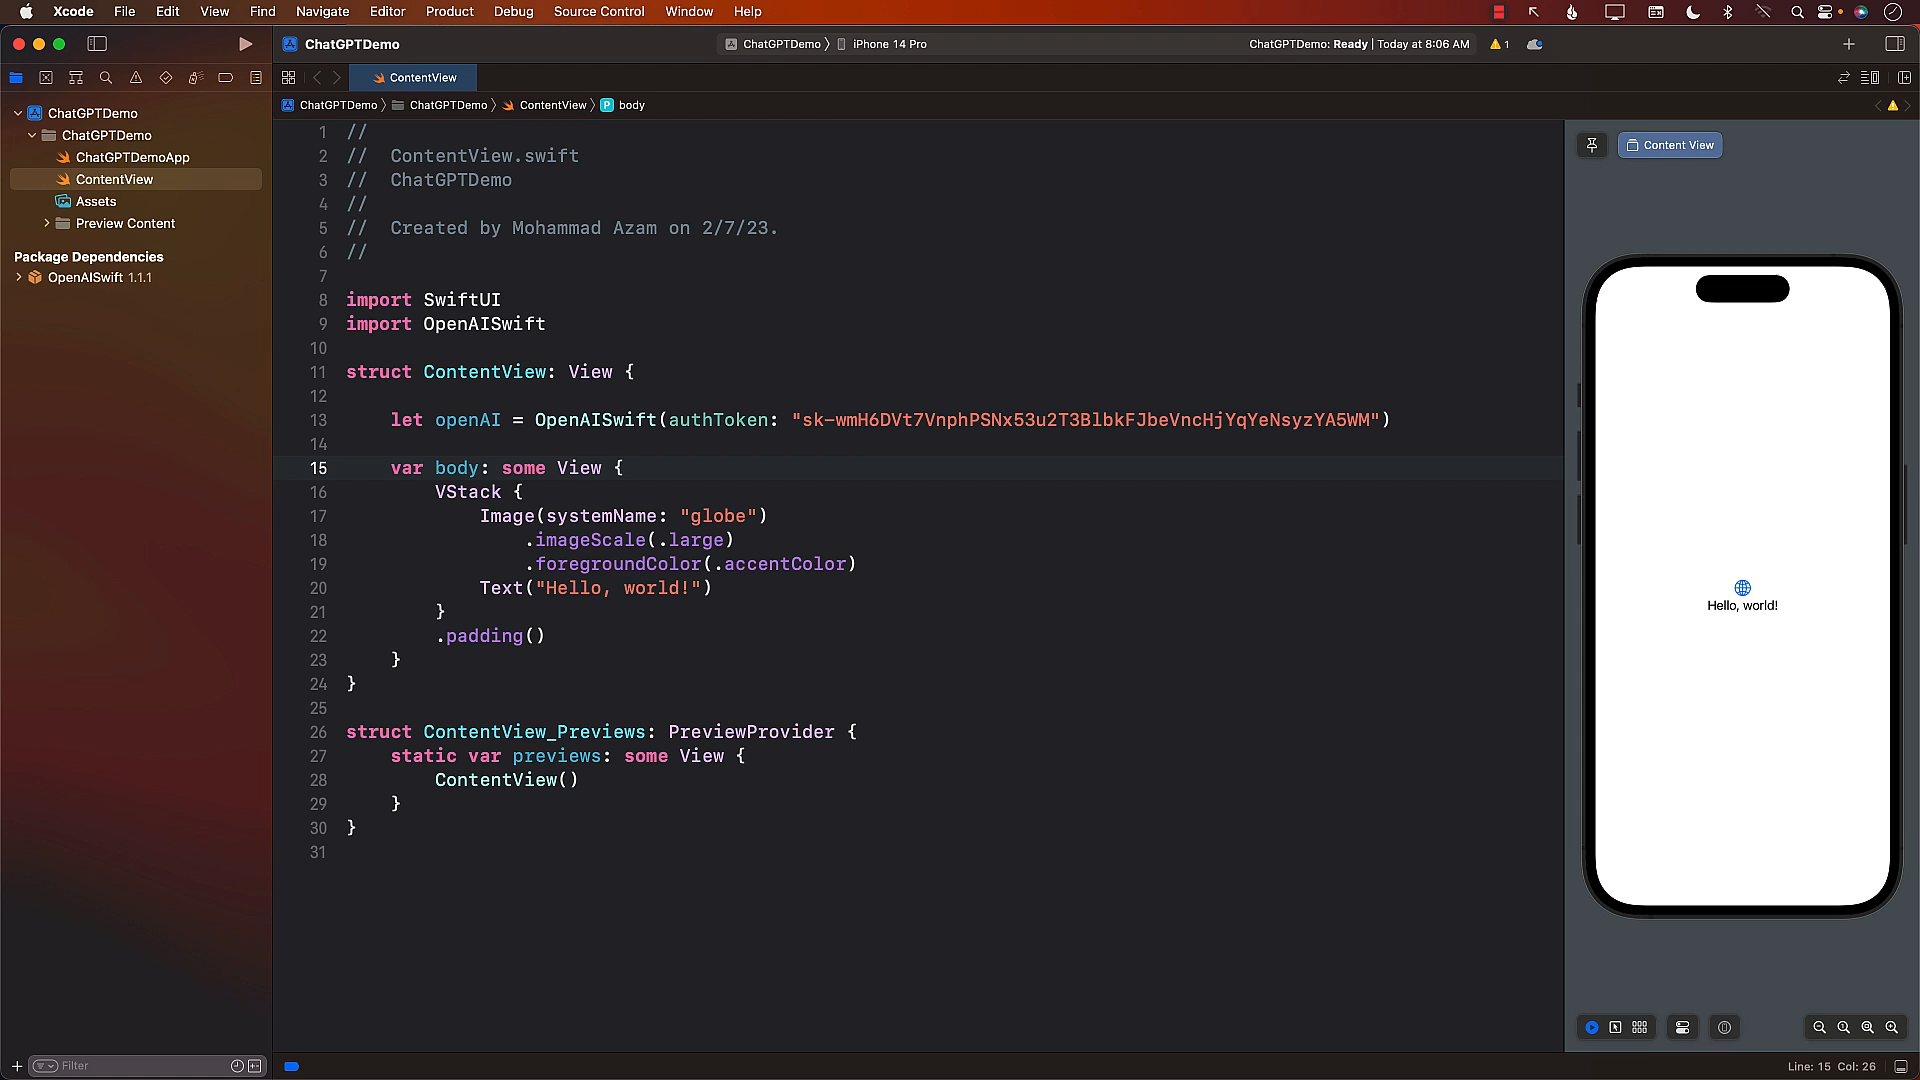 Xcode File Edit View Find Navigate Editor Product Debug Source Control Window Help
ChatGPTDemo
ChatGPTDemo 〉 iPhone 14 Pro
ChatGPTDemo: Ready | Today at 8:06 AM
1
ContentView
ChatGPTDemo 〉 ChatGPTDemo 〉 ContentView 〉 P body
ChatGPTDemo
ChatGPTDemo
ChatGPTDemoApp
ContentView
Assets
Preview Content
Package Dependencies
OpenAISwift 1.1.1
1 //
2 //  ContentView.swift
3 //  ChatGPTDemo
4 //
5 //  Created by Mohammad Azam on 2/7/23.
6 //
7
8 import SwiftUI
9 import OpenAISwift
10
11 struct ContentView: View {
12
13     let openAI = OpenAISwift(authToken: "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")
14
15     var body: some View {
16         VStack {
17             Image(systemName: "globe")
18                 .imageScale(.large)
19                 .foregroundColor(.accentColor)
20             Text("Hello, world!")
21         }
22         .padding()
23     }
24 }
25
26 struct ContentView_Previews: PreviewProvider {
27     static var previews: some View {
28         ContentView()
29     }
30 }
31
Content View
Hello, world!
Filter
Line: 15 Col: 26